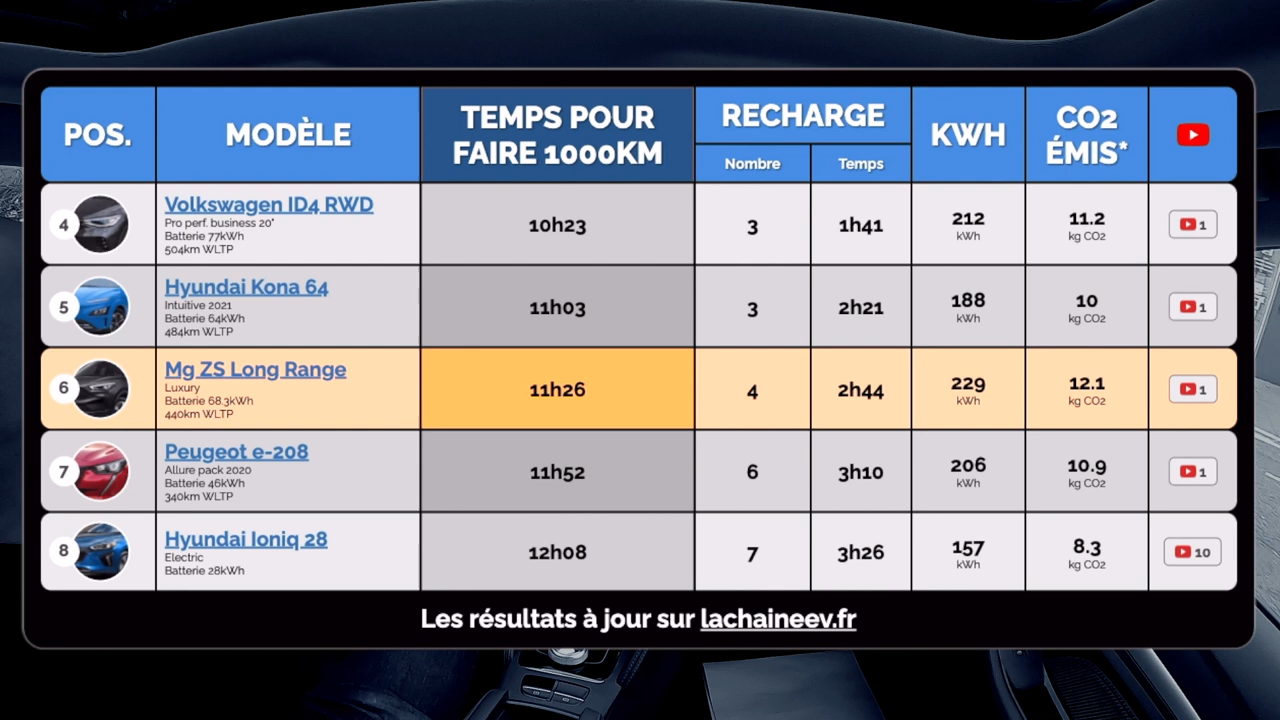 POS.
MODÈLE
TEMPS POUR
FAIRE 1000KM
RECHARGE
Nombre
Temps
KWH
CO2
ÉMIS*
4
Volkswagen ID4 RWD
Pro perf. business 20"
Batterie 77kWh
504km WLTP
10h23
3
1h41
212
kWh
11.2
kg CO2
1
5
Hyundai Kona 64
Intuitive 2021
Batterie 64kWh
484km WLTP
11h03
3
2h21
188
kWh
10
kg CO2
1
6
Mg ZS Long Range
Luxury
Batterie 68.3kWh
440km WLTP
11h26
4
2h44
229
kWh
12.1
kg CO2
1
7
Peugeot e-208
Allure pack 2020
Batterie 46kWh
340km WLTP
11h52
6
3h10
206
kWh
10.9
kg CO2
1
8
Hyundai Ioniq 28
Electric
Batterie 28kWh
12h08
7
3h26
157
kWh
8.3
kg CO2
10
Les résultats à jour sur lachaineev.fr